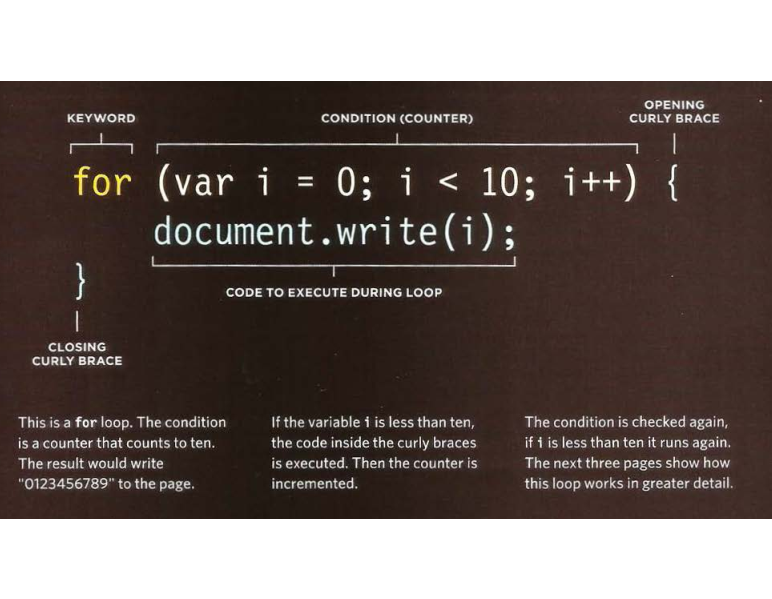 KEYWORD
CONDITION (COUNTER)
OPENING
CURLY BRACE
for (var i = 0; i < 10; i++) {
document.write(i);
}
CODE TO EXECUTE DURING LOOP
CLOSING
CURLY BRACE
This is a for loop. The condition
is a counter that counts to ten.
The result would write
"0123456789" to the page.
If the variable i is less than ten,
the code inside the curly braces
is executed. Then the counter is
incremented.
The condition is checked again,
if i is less than ten it runs again.
The next three pages show how
this loop works in greater detail.